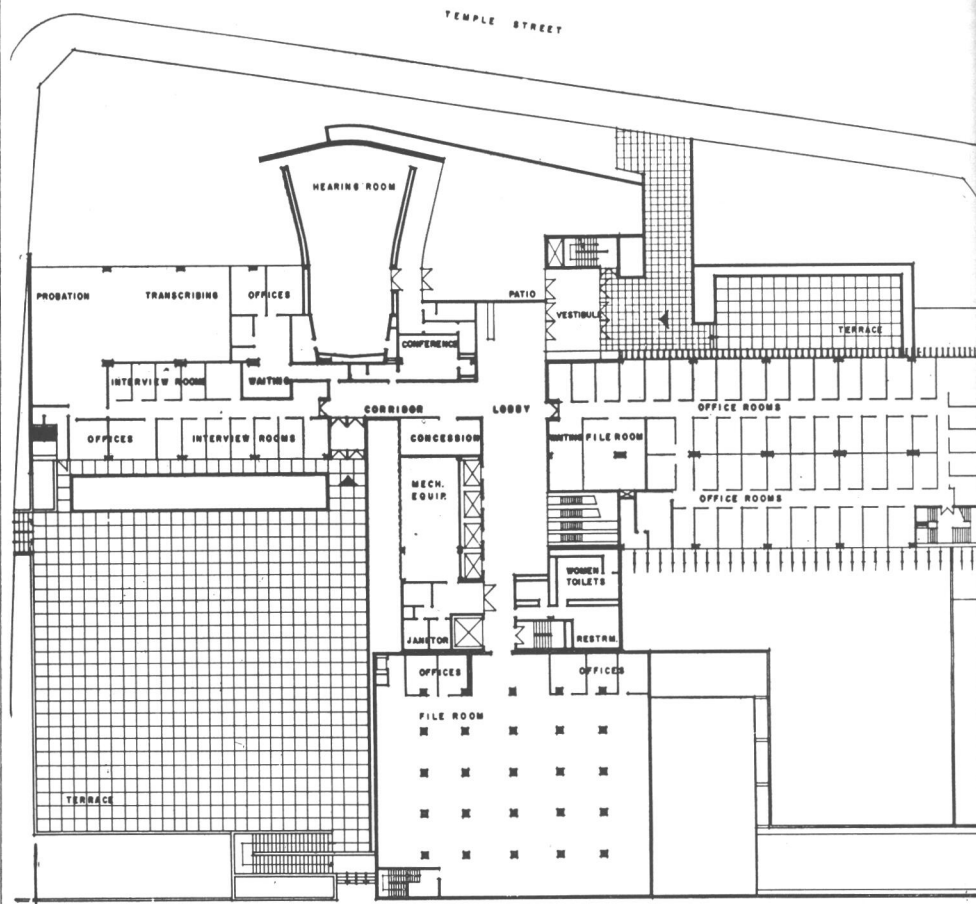 TEMPLE STREET
HEARING ROOM
PROBATION
TRANSCRIBING
OFFICES
PATIO
VESTIBULE
TERRACE
CONFERENCE
INTERVIEW ROOMS
WAITING
CORRIDOR
LOBBY
OFFICE ROOMS
OFFICES
INTERVIEW ROOMS
CONCESSION
WAITING
FILE ROOM
MECH.
EQUIP.
OFFICE ROOMS
WOMEN
TOILETS
JANITOR
RESTRM.
OFFICES
OFFICES
FILE ROOM
TERRACE